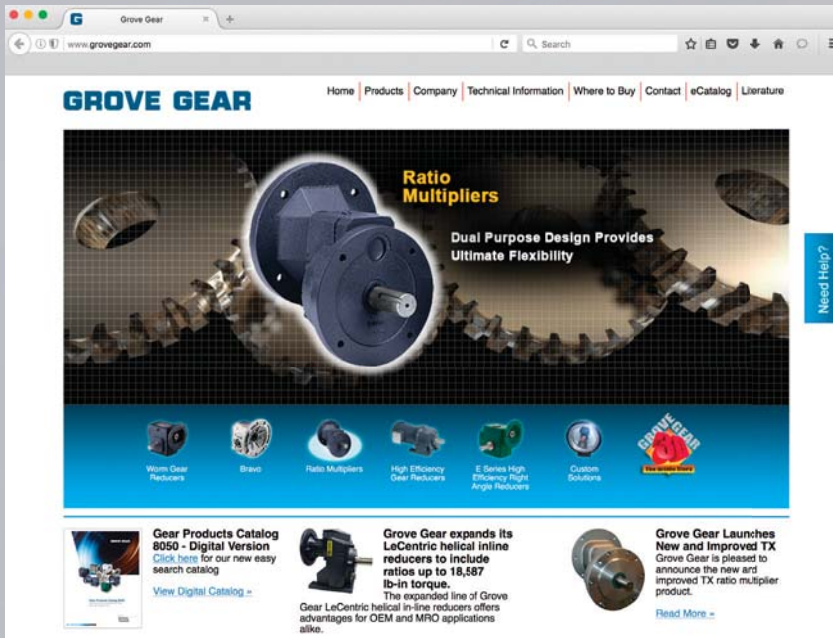 Grove Gear
www.grovegear.com
Search
GROVE GEAR
Home Products Company Technical Information Where to Buy Contact eCatalog Literature
Ratio
Multipliers
Dual Purpose Design Provides
Ultimate Flexibility
Need Help?
Worm Gear
Reducers
Bravo
Ratio Multipliers
High Efficiency
Gear Reducers
E Series High
Efficiency Right
Angle Reducers
Custom
Solutions
GROVE GEAR
3D
Gear Products Catalog
8050 - Digital Version
Click here for our new easy
search catalog
View Digital Catalog »
Grove Gear expands its
LeCentric helical inline
reducers to include
ratios up to 18,587
lb-in torque.
The expanded line of Grove
Gear LeCentric helical in-line reducers offers
advantages for OEM and MRO applications
alike.
Grove Gear Launches
New and Improved TX
Grove Gear is pleased to
announce the new and
improved TX ratio multiplier
product.
Read More »